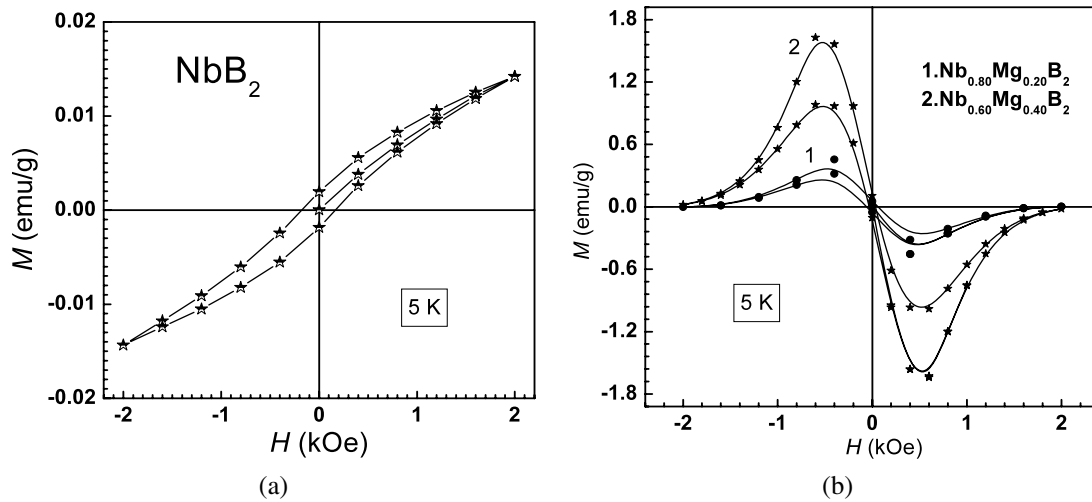 0.02
0.01
0.00
-0.01
-0.02
M (emu/g)
NbB₂
5 K
-2 -1 0 1 2
H (kOe)
(a)
1.8
1.2
0.6
0.0
-0.6
-1.2
-1.8
M (emu/g)
2
1
1.Nb₀.₈₀Mg₀.₂₀B₂
2.Nb₀.₆₀Mg₀.₄₀B₂
5 K
-2 -1 0 1 2
H (kOe)
(b)